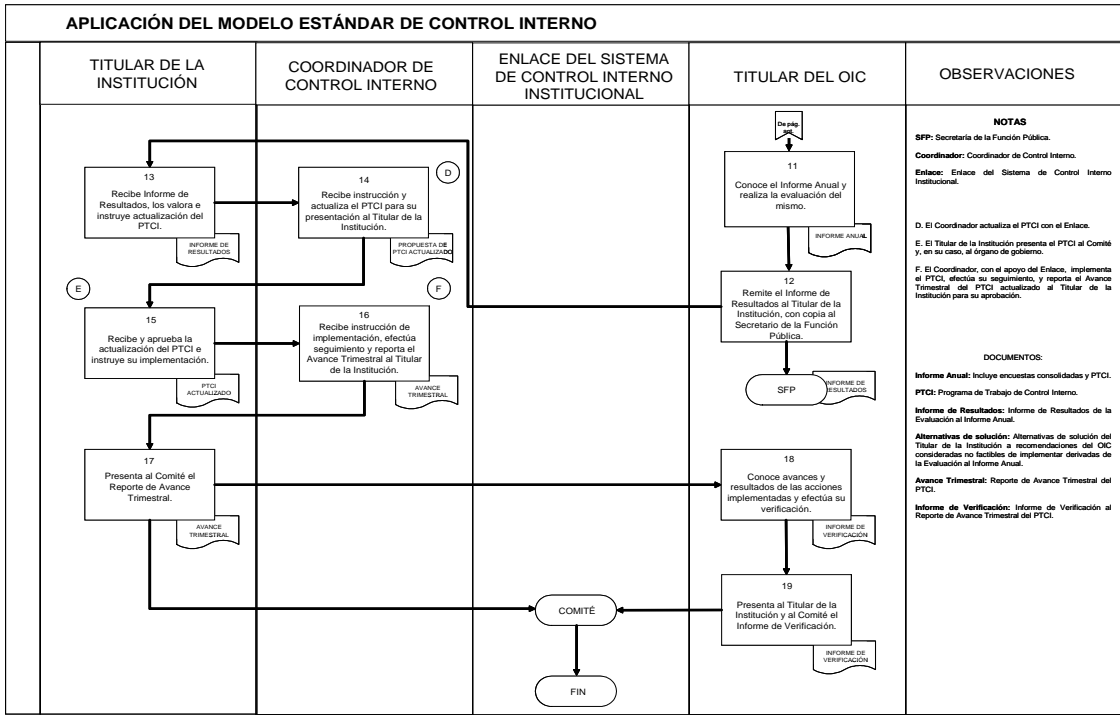 APLICACIÓN DEL MODELO ESTÁNDAR DE CONTROL INTERNO
TITULAR DE LA
INSTITUCIÓN
COORDINADOR DE
CONTROL INTERNO
ENLACE DEL SISTEMA
DE CONTROL INTERNO
INSTITUCIONAL
TITULAR DEL OIC
OBSERVACIONES
De pág.
ant.
11
Conoce el Informe Anual y
realiza la evaluación del
mismo.
INFORME ANUAL
12
Remite el Informe de
Resultados al Titular de la
Institución, con copia al
Secretario de la Función
Pública.
SFP
INFORME DE
RESULTADOS
13
Recibe Informe de
Resultados, los valora e
instruye actualización del
PTCI.
INFORME DE
RESULTADOS
D
14
Recibe instrucción y
actualiza el PTCI para su
presentación al Titular de la
Institución.
PROPUESTA DE
PTCI ACTUALIZADO
E
15
Recibe y aprueba la
actualización del PTCI e
instruye su implementación.
PTCI
ACTUALIZADO
F
16
Recibe instrucción de
implementación, efectúa
seguimiento y reporta el
Avance Trimestral al Titular
de la Institución.
AVANCE
TRIMESTRAL
17
Presenta al Comité el
Reporte de Avance
Trimestral.
AVANCE
TRIMESTRAL
18
Conoce avances y
resultados de las acciones
implementadas y efectúa su
verificación.
INFORME DE
VERIFICACIÓN
19
Presenta al Titular de la
Institución y al Comité el
Informe de Verificación.
INFORME DE
VERIFICACIÓN
COMITÉ
FIN
NOTAS
SFP: Secretaría de la Función Pública.
Coordinador: Coordinador de Control Interno.
Enlace: Enlace del Sistema de Control Interno
Institucional.
D. El Coordinador actualiza el PTCI con el Enlace.
E. El Titular de la Institución presenta el PTCI al Comité
y, en su caso, al órgano de gobierno.
F. El Coordinador, con el apoyo del Enlace, implementa
el PTCI, efectúa su seguimiento, y reporta el Avance
Trimestral del PTCI actualizado al Titular de la
Institución para su aprobación.
DOCUMENTOS:
Informe Anual: Incluye encuestas consolidadas y PTCI.
PTCI: Programa de Trabajo de Control Interno.
Informe de Resultados: Informe de Resultados de la
Evaluación al Informe Anual.
Alternativas de solución: Alternativas de solución del
Titular de la Institución a recomendaciones del OIC
consideradas no factibles de implementar derivadas de
la Evaluación al Informe Anual.
Avance Trimestral: Reporte de Avance Trimestral del
PTCI.
Informe de Verificación: Informe de Verificación al
Reporte de Avance Trimestral del PTCI.